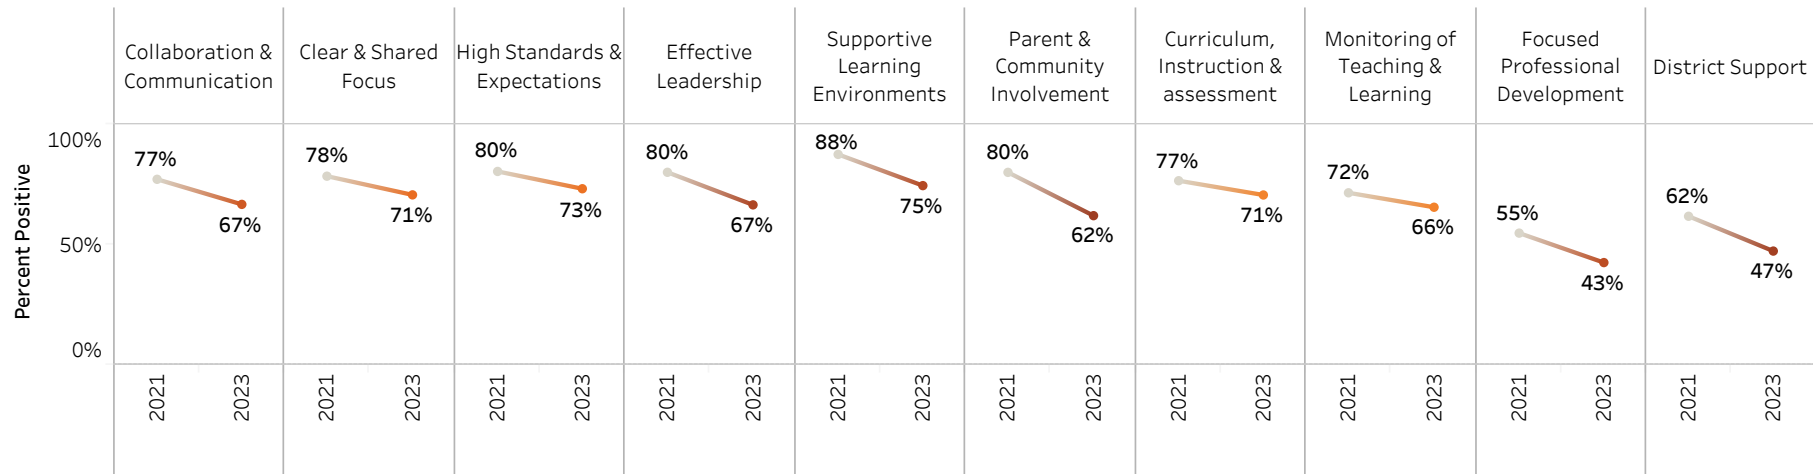 Collaboration &
Communication
Clear & Shared
Focus
High Standards &
Expectations
Effective
Leadership
Supportive
Learning
Environments
Parent &
Community
Involvement
Curriculum,
Instruction &
assessment
Monitoring of
Teaching &
Learning
Focused
Professional
Development
District Support
Percent Positive
100%
50%
0%
77%
67%
78%
71%
80%
73%
80%
67%
88%
75%
80%
62%
77%
71%
72%
66%
55%
43%
62%
47%
2021
2023
2021
2023
2021
2023
2021
2023
2021
2023
2021
2023
2021
2023
2021
2023
2021
2023
2021
2023